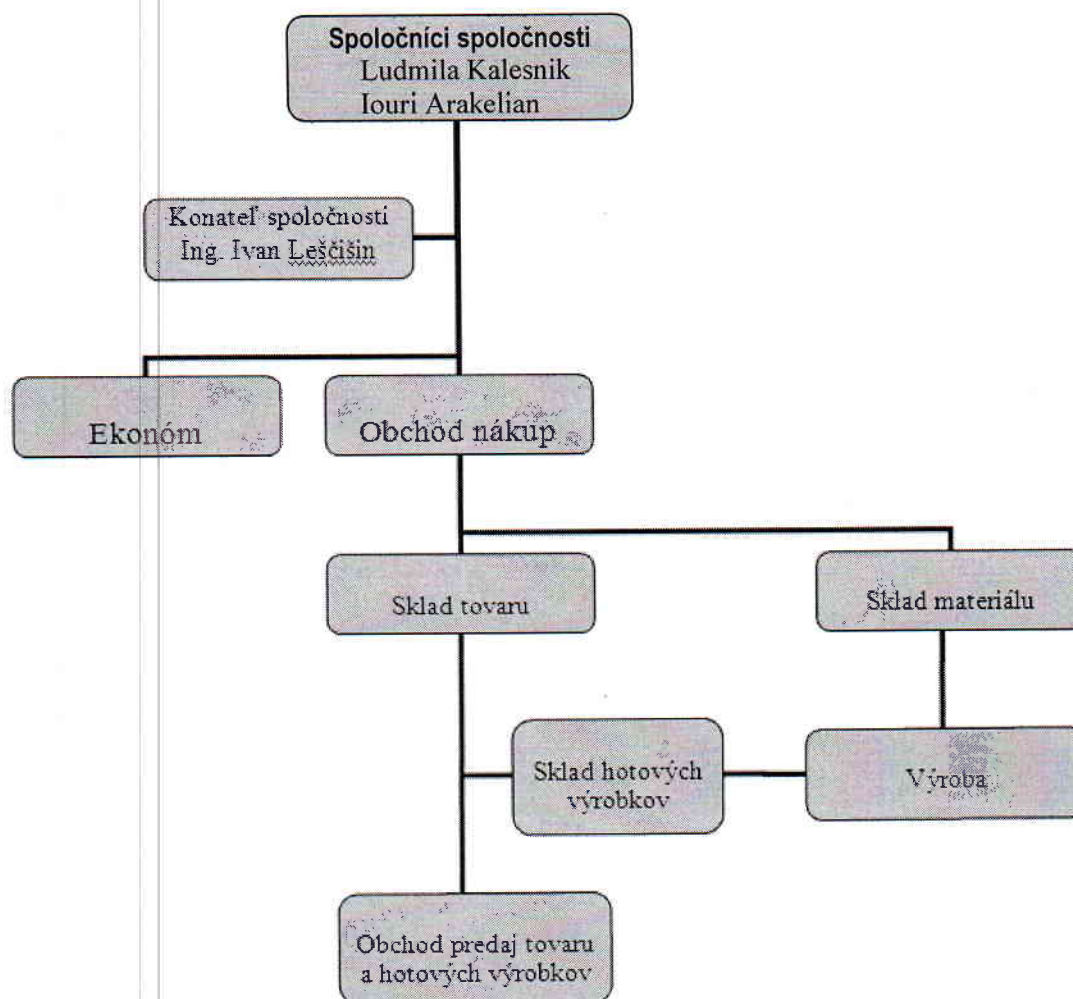 Spoločníci spoločnosti
Ludmila Kalesnik
Iouri Arakelian
Konateľ spoločnosti
Ing. Ivan Leščišin
Ekonóm
Obchod nákup
Sklad tovaru
Sklad materiálu
Sklad hotových
výrobkov
Výroba
Obchod predaj tovaru
a hotových výrobkov